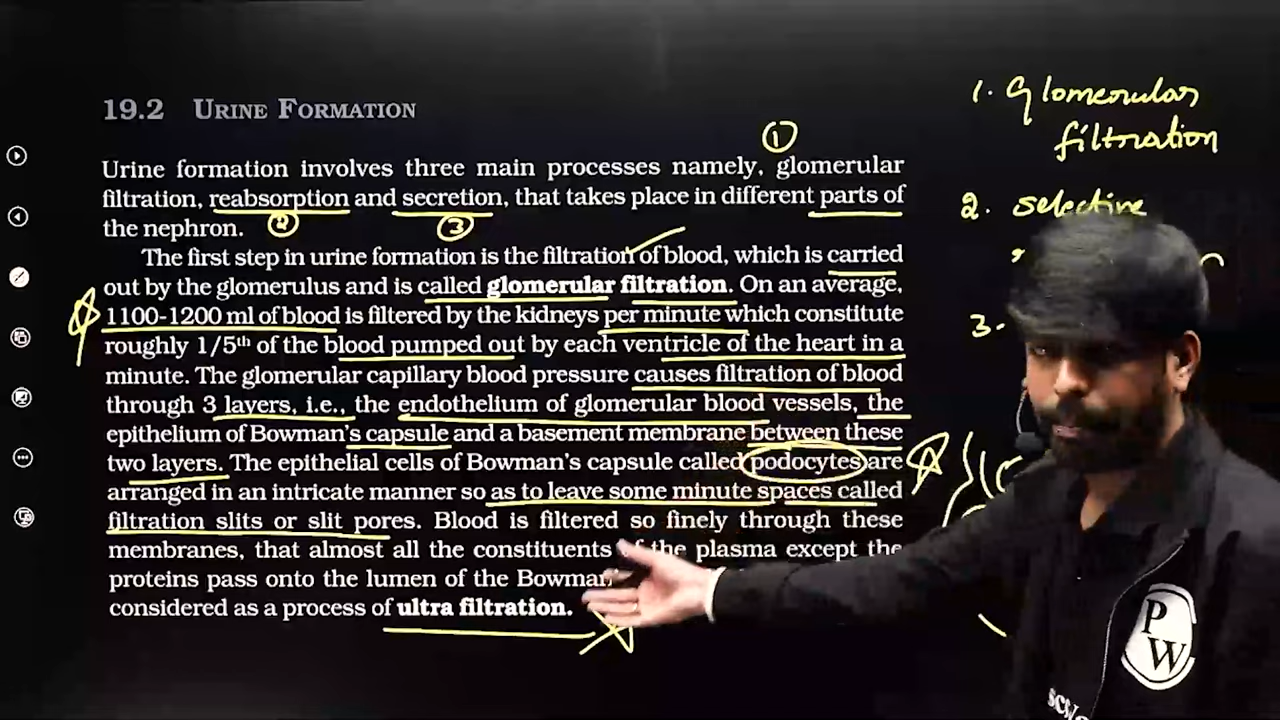 19.2 URINE FORMATION
①
Urine formation involves three main processes namely, glomerular
filtration, reabsorption and secretion, that takes place in different parts of
the nephron.
② ③
The first step in urine formation is the filtration of blood, which is carried
out by the glomerulus and is called glomerular filtration. On an average,
1100-1200 ml of blood is filtered by the kidneys per minute which constitute
roughly 1/5th of the blood pumped out by each ventricle of the heart in a
minute. The glomerular capillary blood pressure causes filtration of blood
through 3 layers, i.e., the endothelium of glomerular blood vessels, the
epithelium of Bowman's capsule and a basement membrane between these
two layers. The epithelial cells of Bowman's capsule called podocytes are
arranged in an intricate manner so as to leave some minute spaces called
filtration slits or slit pores. Blood is filtered so finely through these
membranes, that almost all the constituents of the plasma except the
proteins pass onto the lumen of the
considered as a process of ultra filtration.
1. Glomerular
filtration
2. selective
3.
P
W